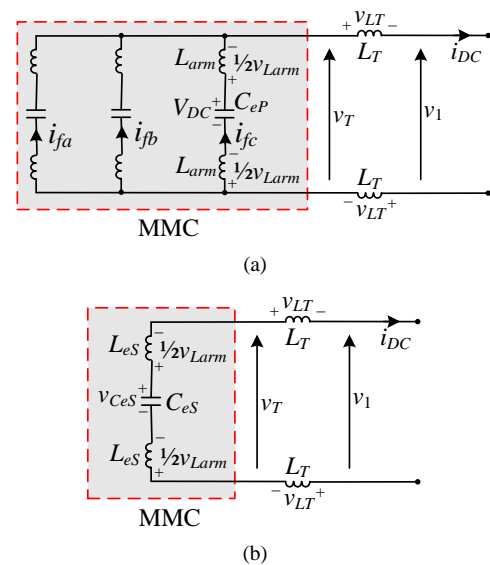 + v_LT -
L_T
i_DC
L_arm
-
½v_Larm
+
V_DC
+
-
C_eP
i_fa
i_fb
i_fc
v_T
v_1
L_arm
-
½v_Larm
+
L_T
- v_LT +
MMC
(a)
+ v_LT -
L_T
i_DC
L_eS
-
½v_Larm
+
v_CeS
+
-
C_eS
v_T
v_1
L_eS
-
½v_Larm
+
L_T
- v_LT +
MMC
(b)